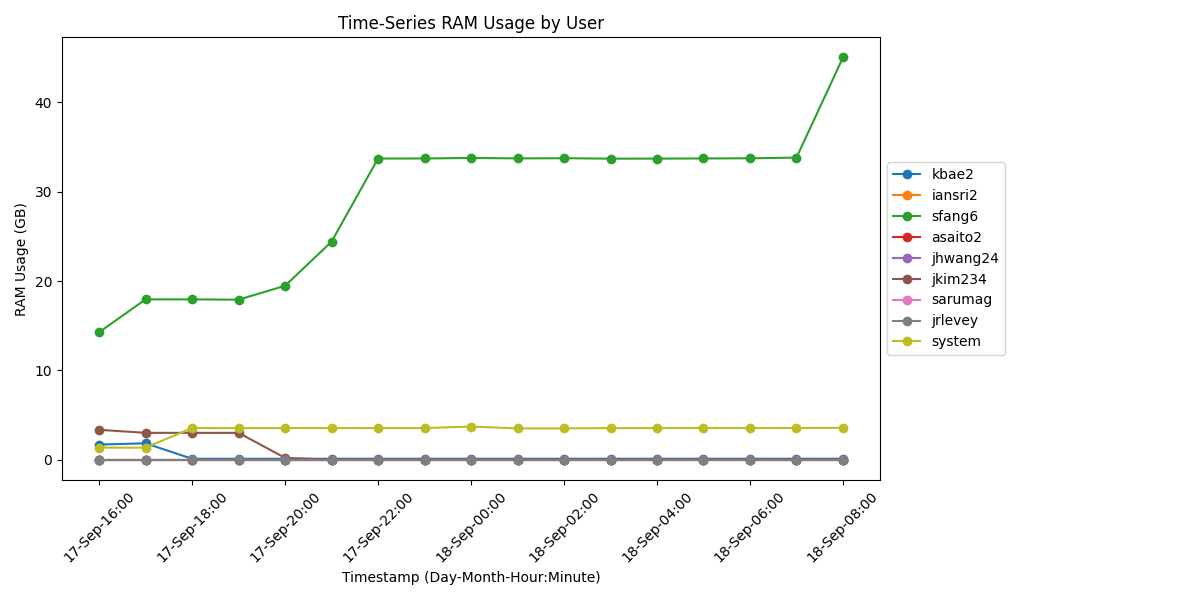 Time-Series RAM Usage by User
RAM Usage (GB)
40
30
20
10
0
17-Sep-16:00
17-Sep-18:00
17-Sep-20:00
17-Sep-22:00
18-Sep-00:00
18-Sep-02:00
18-Sep-04:00
18-Sep-06:00
18-Sep-08:00
Timestamp (Day-Month-Hour:Minute)
kbae2
iansri2
sfang6
asaito2
jhwang24
jkim234
sarumag
jrlevey
system